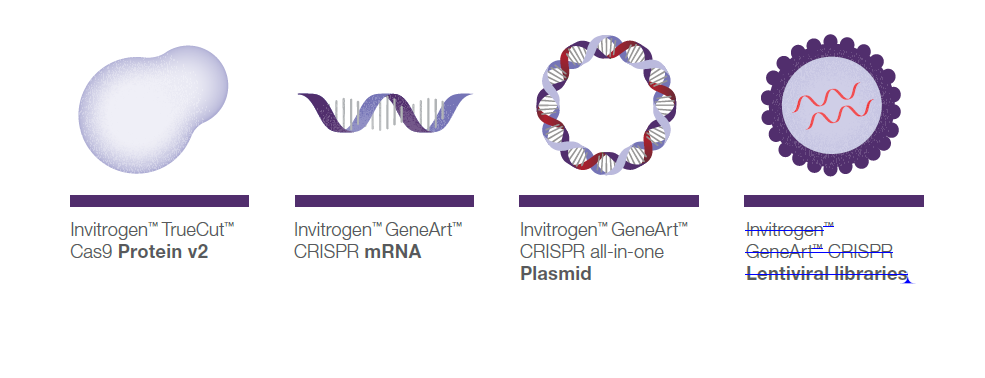 Invitrogen™ TrueCut™
Cas9 Protein v2
Invitrogen™ GeneArt™
CRISPR mRNA
Invitrogen™ GeneArt™
CRISPR all-in-one
Plasmid
Invitrogen™
GeneArt™ CRISPR
Lentiviral libraries